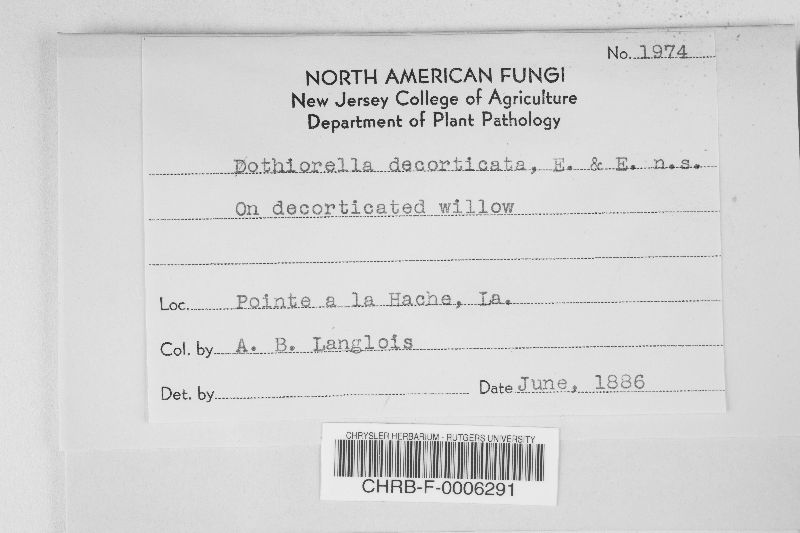 No. 1974
NORTH AMERICAN FUNGI
New Jersey College of Agriculture
Department of Plant Pathology
Dothiorella decorticata, E. & E. n.s.
On decorticated willow
Loc. Pointe a la Hache, La.
Col. by A. B. Langlois
Det. by
Date June, 1886
CHRYSLER HERBARIUM - RUTGERS UNIVERSITY
CHRB-F-0006291